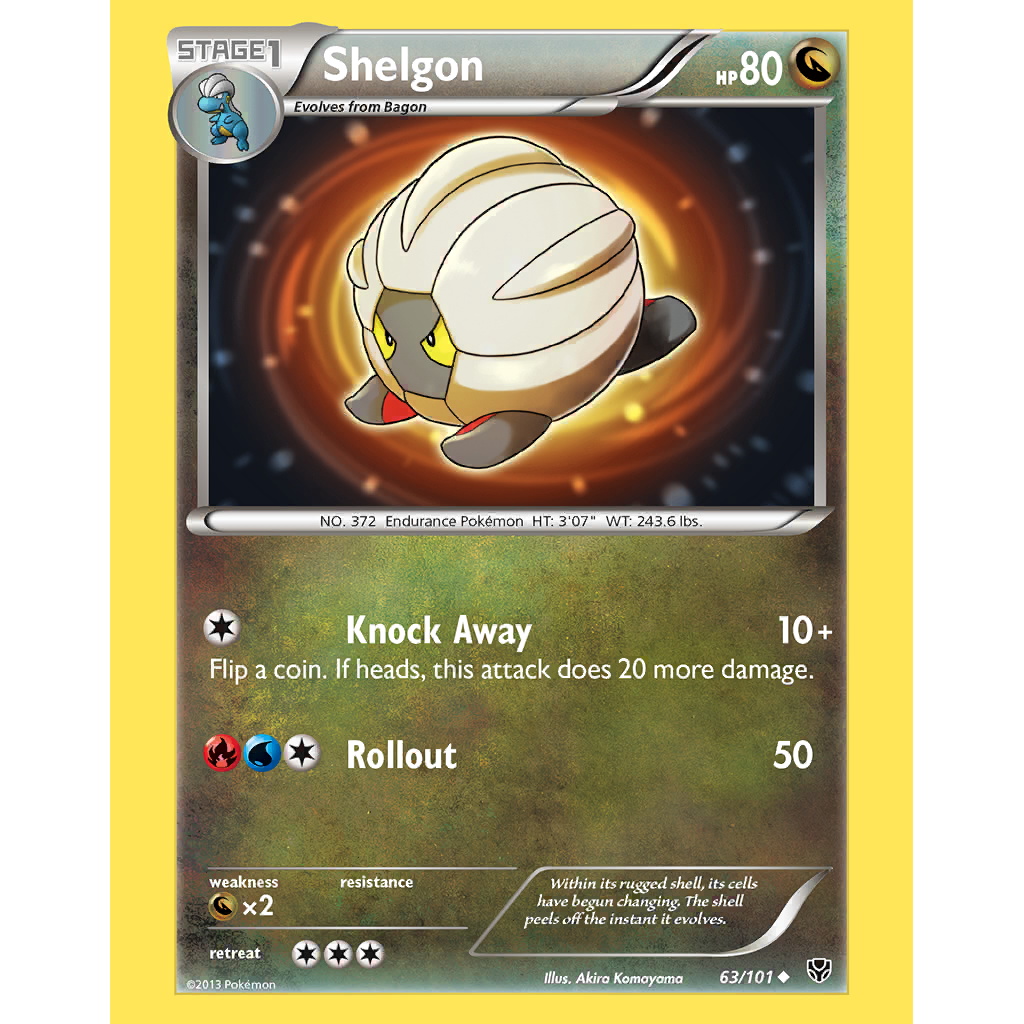 STAGE1
Shelgon
HP80
Evolves from Bagon
NO. 372 Endurance Pokémon HT: 3'07" WT: 243.6 lbs.
Knock Away 10+
Flip a coin. If heads, this attack does 20 more damage.
Rollout 50
weakness resistance
×2
retreat
Within its rugged shell, its cells
have begun changing. The shell
peels off the instant it evolves.
©2013 Pokémon
Illus. Akira Komayama 63/101